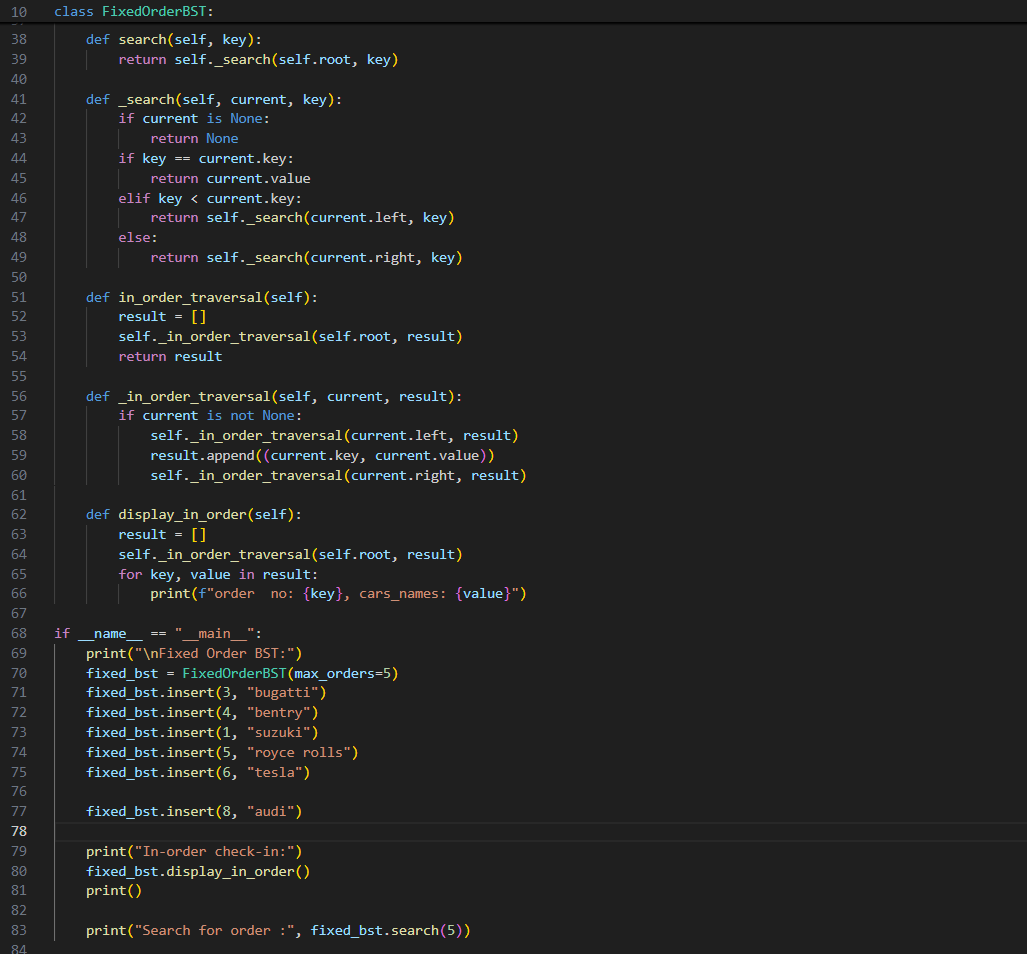 10 class FixedOrderBST:
38 def search(self, key):
39 return self._search(self.root, key)
40
41 def _search(self, current, key):
42 if current is None:
43 return None
44 if key == current.key:
45 return current.value
46 elif key < current.key:
47 return self._search(current.left, key)
48 else:
49 return self._search(current.right, key)
50
51 def in_order_traversal(self):
52 result = []
53 self._in_order_traversal(self.root, result)
54 return result
55
56 def _in_order_traversal(self, current, result):
57 if current is not None:
58 self._in_order_traversal(current.left, result)
59 result.append((current.key, current.value))
60 self._in_order_traversal(current.right, result)
61
62 def display_in_order(self):
63 result = []
64 self._in_order_traversal(self.root, result)
65 for key, value in result:
66 print(f"order  no: {key}, cars_names: {value}")
67
68 if __name__ == "__main__":
69 print("\nFixed Order BST:")
70 fixed_bst = FixedOrderBST(max_orders=5)
71 fixed_bst.insert(3, "bugatti")
72 fixed_bst.insert(4, "bentry")
73 fixed_bst.insert(1, "suzuki")
74 fixed_bst.insert(5, "royce rolls")
75 fixed_bst.insert(6, "tesla")
76
77 fixed_bst.insert(8, "audi")
78
79 print("In-order check-in:")
80 fixed_bst.display_in_order()
81 print()
82
83 print("Search for order :", fixed_bst.search(5))
84